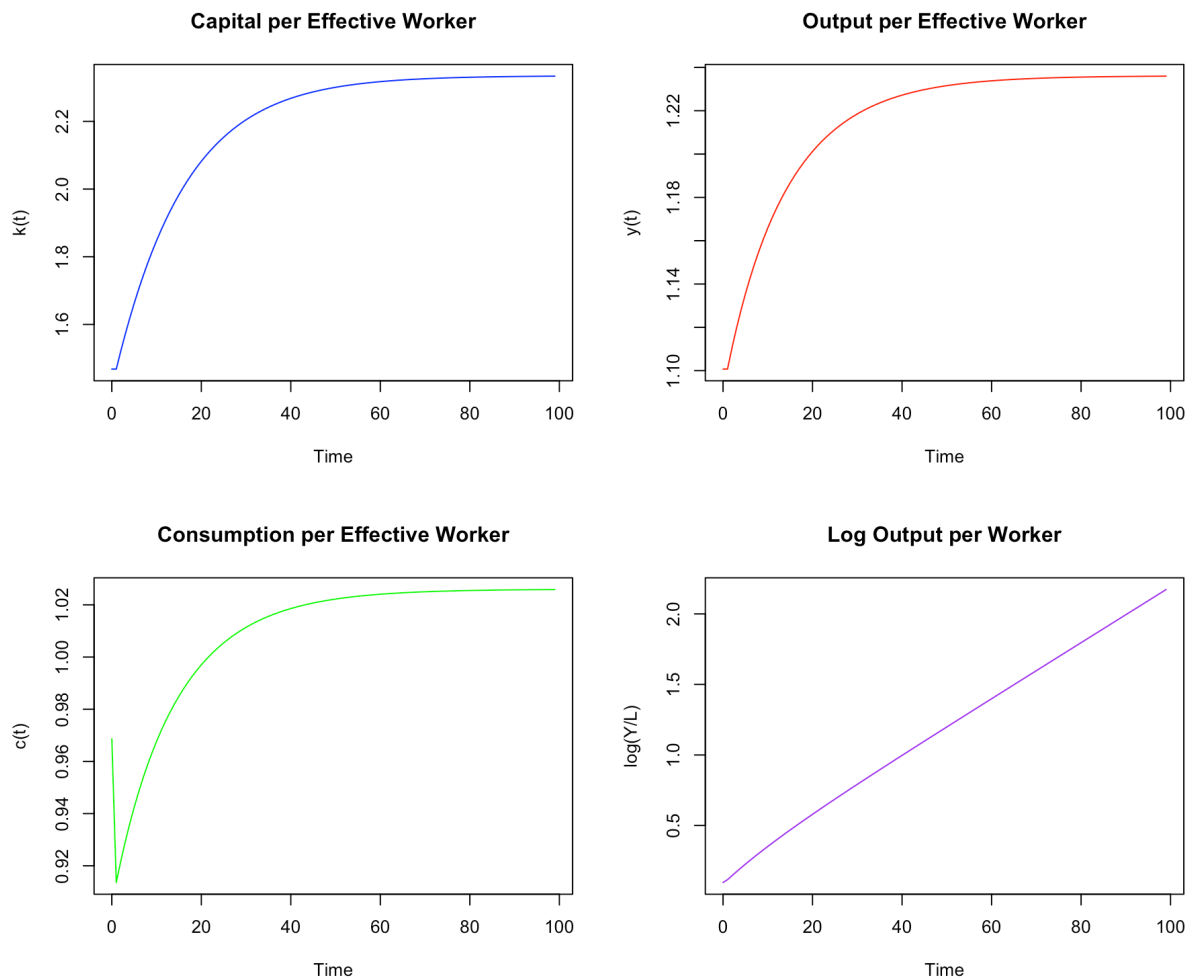 Capital per Effective Worker
k(t)
2.2
2.0
1.8
1.6
0 20 40 60 80 100
Time
Output per Effective Worker
y(t)
1.22
1.18
1.14
1.10
0 20 40 60 80 100
Time
Consumption per Effective Worker
c(t)
1.02
1.00
0.98
0.96
0.94
0.92
0 20 40 60 80 100
Time
Log Output per Worker
log(Y/L)
2.0
1.5
1.0
0.5
0 20 40 60 80 100
Time